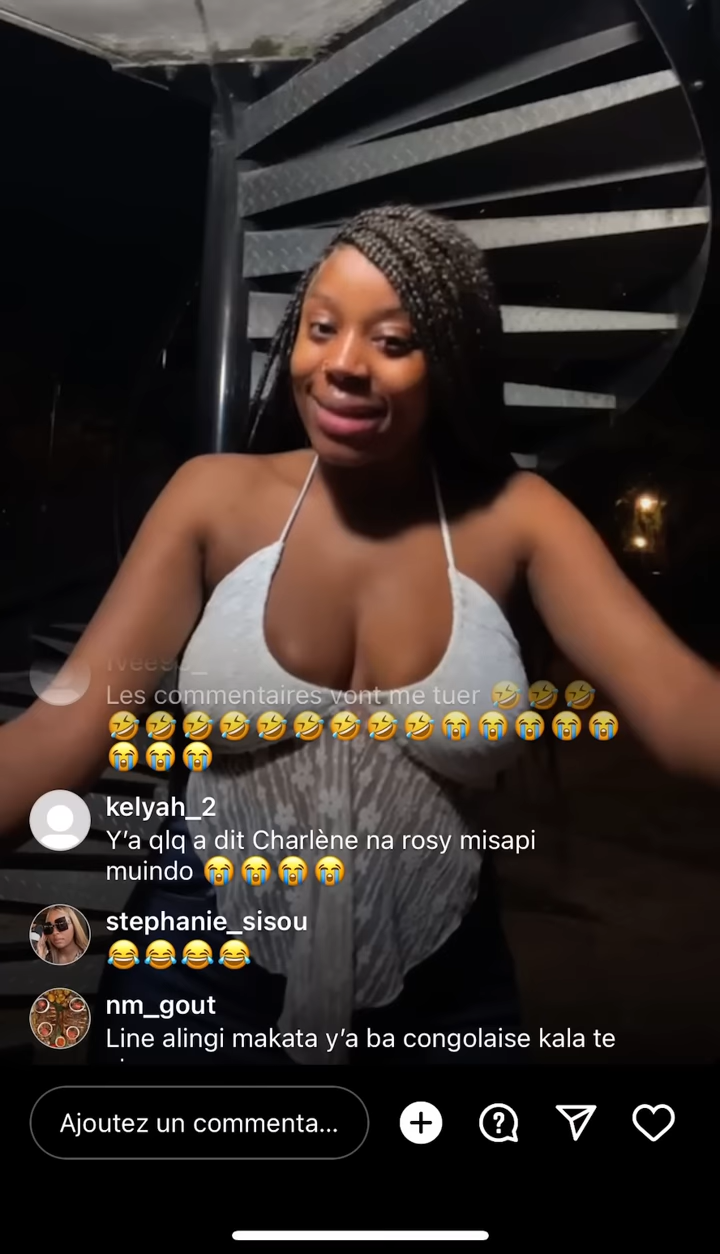 Les commentaires vont me tuer 🤣🤣🤣
🤣🤣🤣🤣🤣🤣🤣🤣🤣😭😭😭😭😭
😭😭😭
kelyah_2
Y’a qlq a dit Charlène na rosy misapi
muindo 😭😭😭😭
stephanie_sisou
😂😂😂😂
nm_gout
Line alingi makata y’a ba congolaise kala te
Ajoutez un commenta...